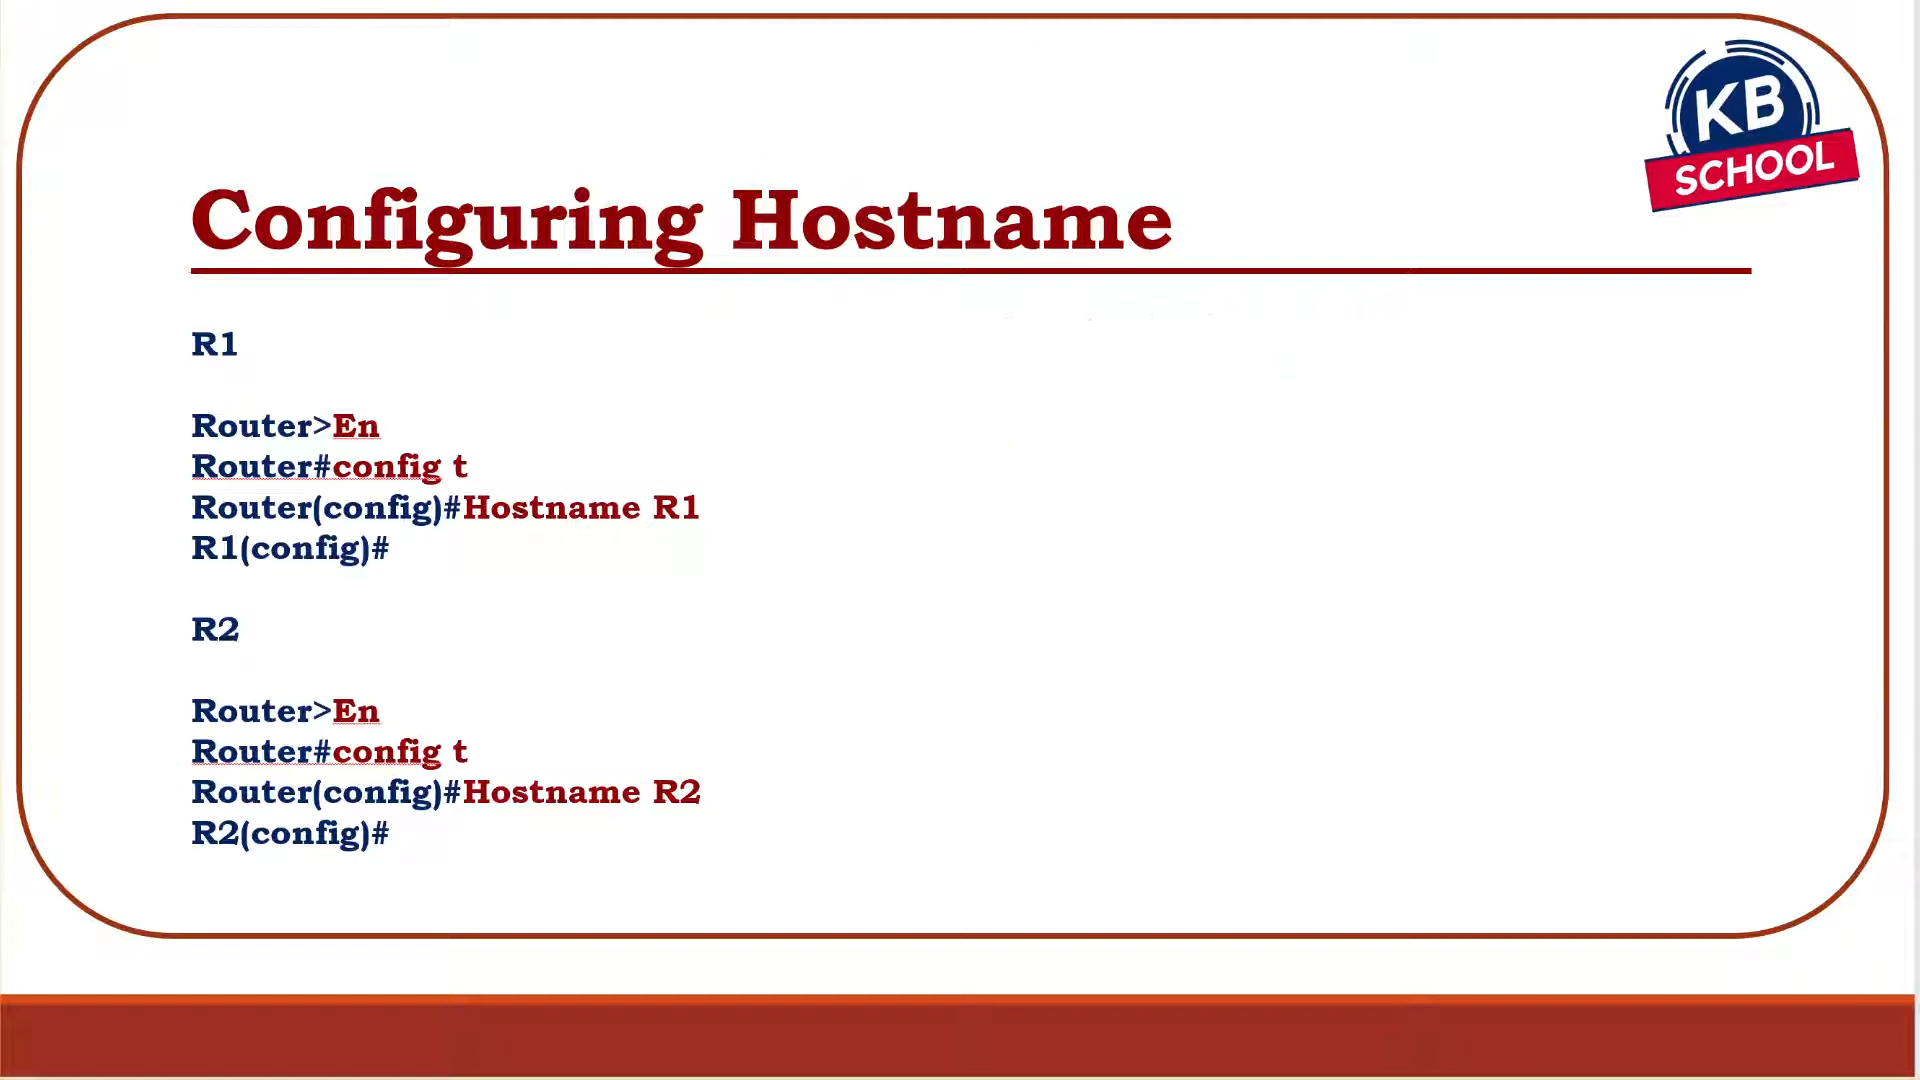 KB
SCHOOL
Configuring Hostname
R1
Router>En
Router#config t
Router(config)#Hostname R1
R1(config)#
R2
Router>En
Router#config t
Router(config)#Hostname R2
R2(config)#